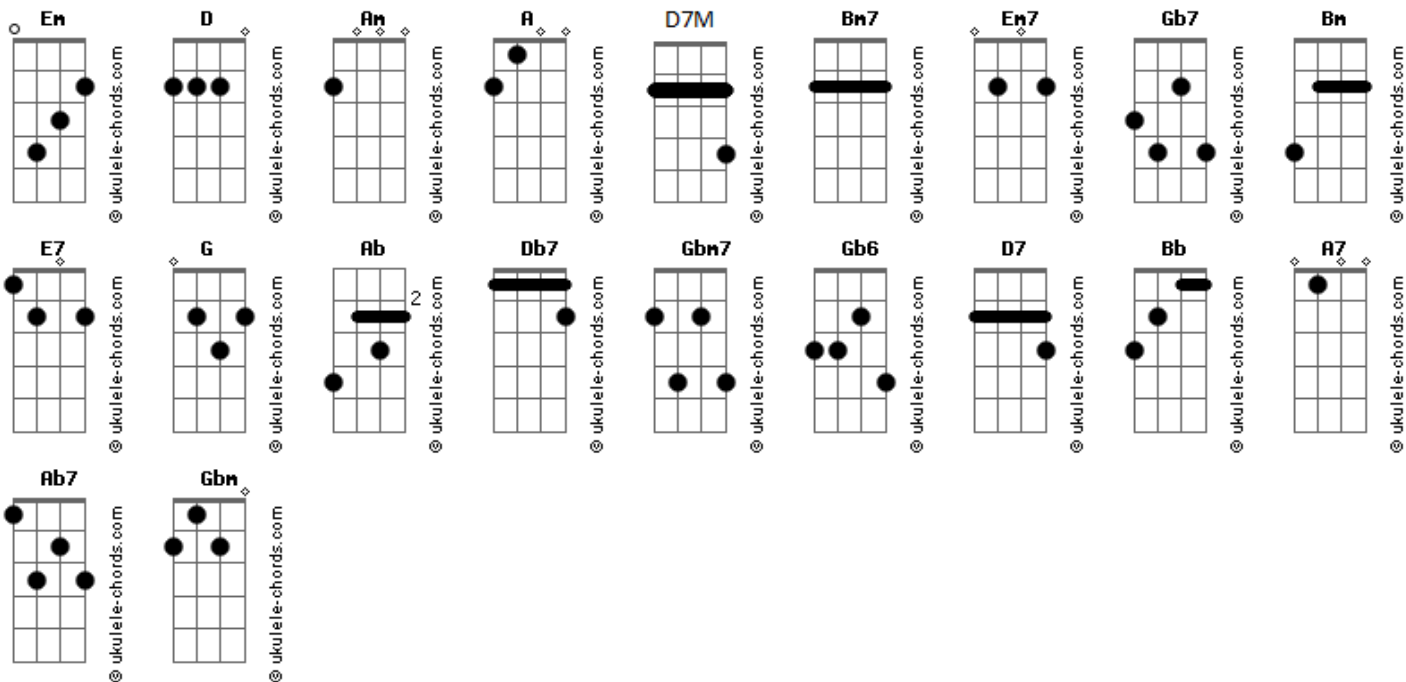 Em D Am A D7M Bm7 Em7 Gb7 Bm
© ukulele-chords.com © ukulele-chords.com © ukulele-chords.com © ukulele-chords.com © ukulele-chords.com © ukulele-chords.com © ukulele-chords.com © ukulele-chords.com © ukulele-chords.com
E7 G Ab Db7 Gbm7 Gb6 D7 Bb A7
2
© ukulele-chords.com © ukulele-chords.com © ukulele-chords.com © ukulele-chords.com © ukulele-chords.com © ukulele-chords.com © ukulele-chords.com © ukulele-chords.com © ukulele-chords.com
Ab7 Gbm
© ukulele-chords.com © ukulele-chords.com